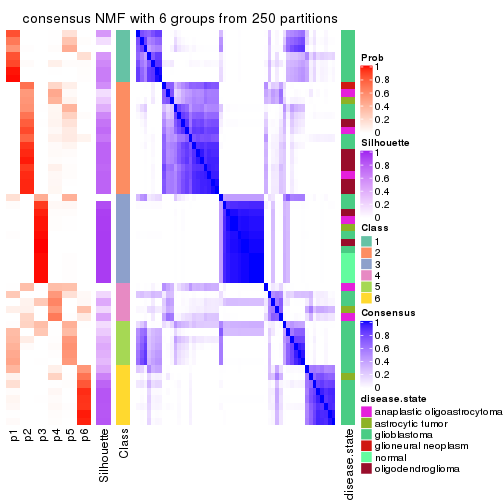 consensus NMF with 6 groups from 250 partitions
Prob
1
0.8
0.6
0.4
0.2
0
Silhouette
1
0.8
0.6
0.4
0.2
0
Class
1
2
3
4
5
6
Consensus
1
0.8
0.6
0.4
0.2
0
disease.state
anaplastic oligoastrocytoma
astrocytic tumor
glioblastoma
glioneural neoplasm
normal
oligodendroglioma
p1
p2
p3
p4
p5
p6
Silhouette
Class
disease.state